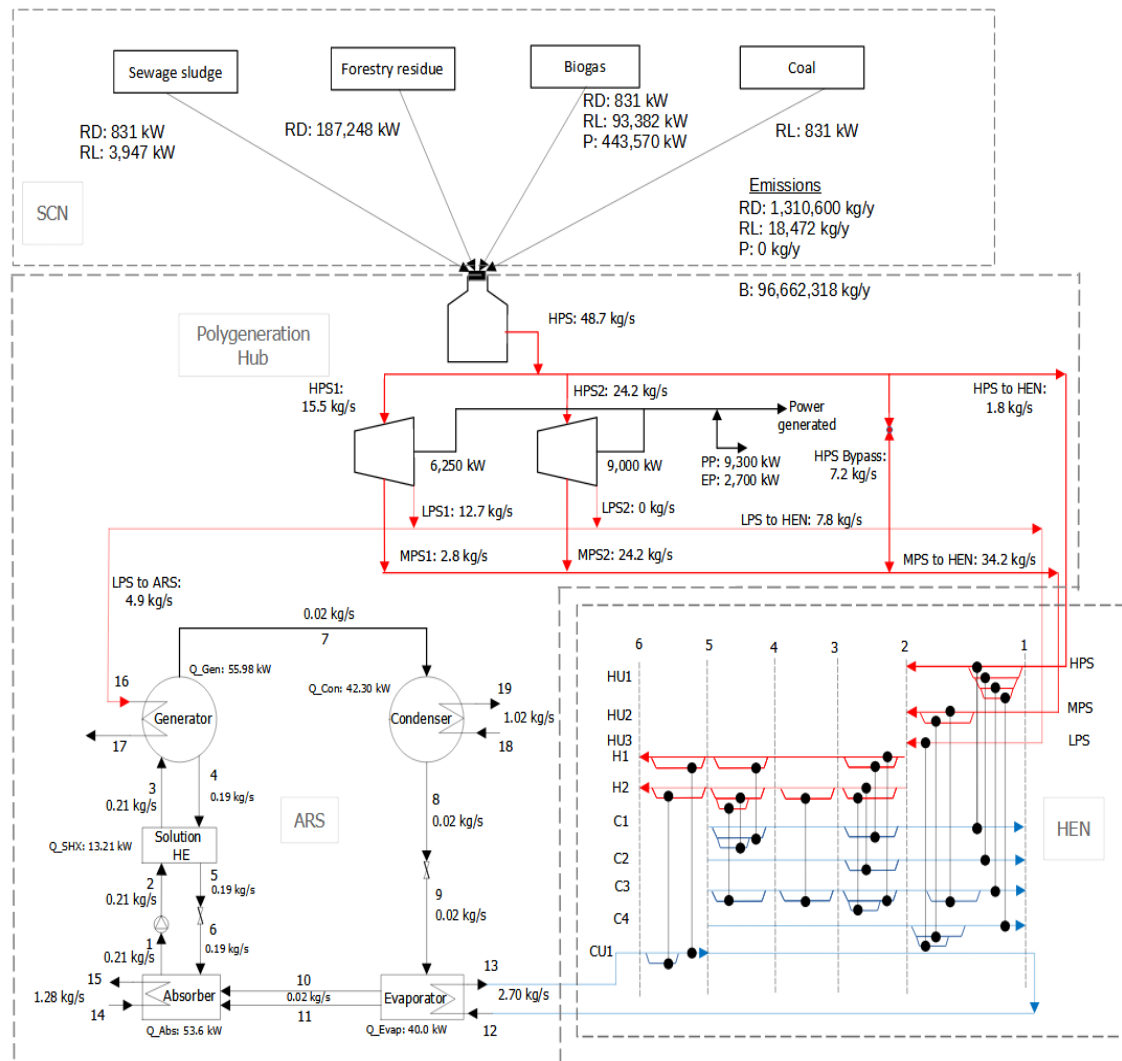 Sewage sludge
Forestry residue
Biogas
Coal
RD: 831 kW
RL: 3,947 kW
RD: 187,248 kW
RD: 831 kW
RL: 93,382 kW
P: 443,570 kW
RL: 831 kW
SCN
Emissions
RD: 1,310,600 kg/y
RL: 18,472 kg/y
P: 0 kg/y
B: 96,662,318 kg/y
Polygeneration
Hub
HPS: 48.7 kg/s
HPS1:
15.5 kg/s
HPS2: 24.2 kg/s
HPS to HEN:
1.8 kg/s
Power
generated
6,250 kW
9,000 kW
PP: 9,300 kW
EP: 2,700 kW
HPS Bypass:
7.2 kg/s
LPS1: 12.7 kg/s
LPS2: 0 kg/s
LPS to HEN: 7.8 kg/s
MPS1: 2.8 kg/s
MPS2: 24.2 kg/s
MPS to HEN: 34.2 kg/s
LPS to ARS:
4.9 kg/s
0.02 kg/s
7
Q_Gen: 55.98 kW
Q_Con: 42.30 kW
16
Generator
17
Condenser
19
1.02 kg/s
18
3
0.21 kg/s
4
0.19 kg/s
8
0.02 kg/s
ARS
Q_SHX: 13.21 kW
Solution
HE
2
0.21 kg/s
5
0.19 kg/s
9
0.02 kg/s
6
0.19 kg/s
1
0.21 kg/s
15
1.28 kg/s
14
Absorber
Q_Abs: 53.6 kW
10
0.02 kg/s
11
Evaporator
Q_Evap: 40.0 kW
13
2.70 kg/s
12
6
5
4
3
2
1
HU1
HPS
HU2
MPS
HU3
LPS
H1
H2
C1
C2
C3
C4
CU1
HEN